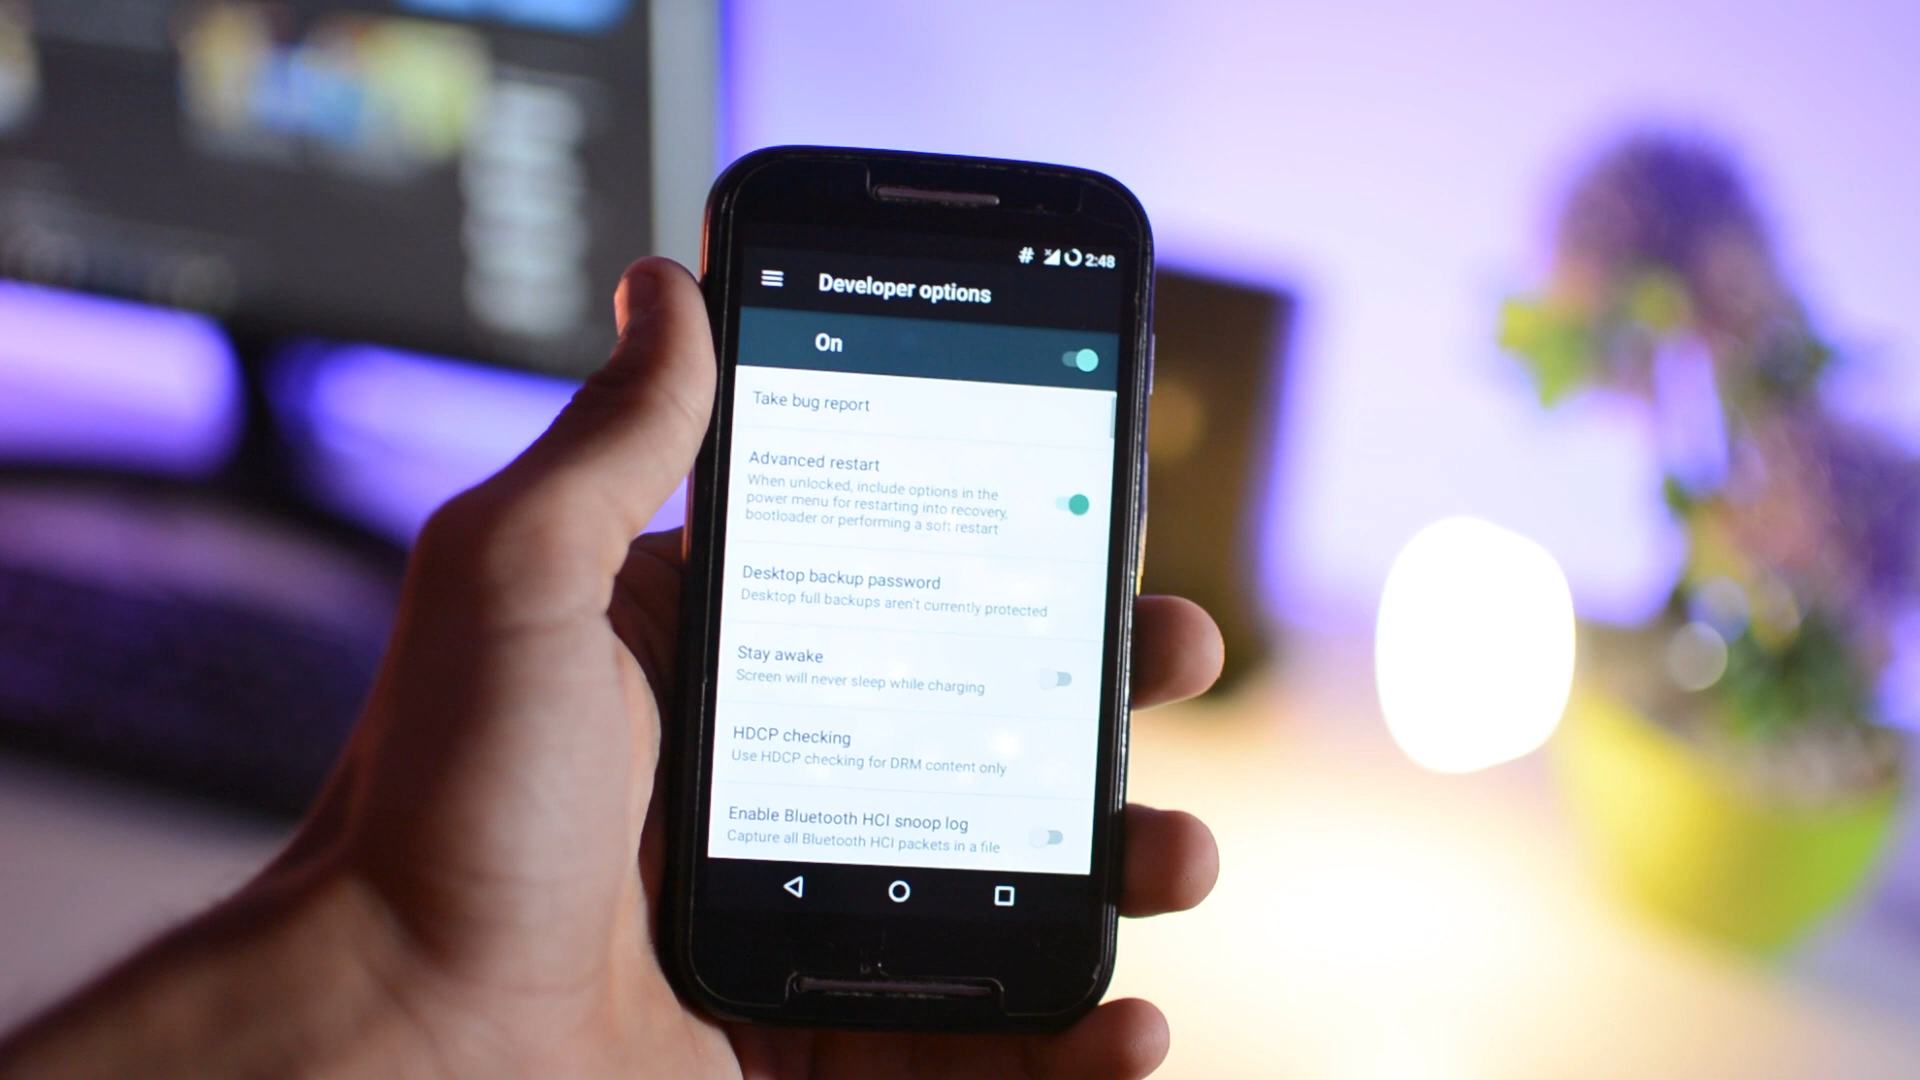 # 2:48
Developer options
On
Take bug report
Advanced restart
When unlocked, include options in the
power menu for restarting into recovery,
bootloader or performing a soft restart
Desktop backup password
Desktop full backups aren't currently protected
Stay awake
Screen will never sleep while charging
HDCP checking
Use HDCP checking for DRM content only
Enable Bluetooth HCI snoop log
Capture all Bluetooth HCI packets in a file